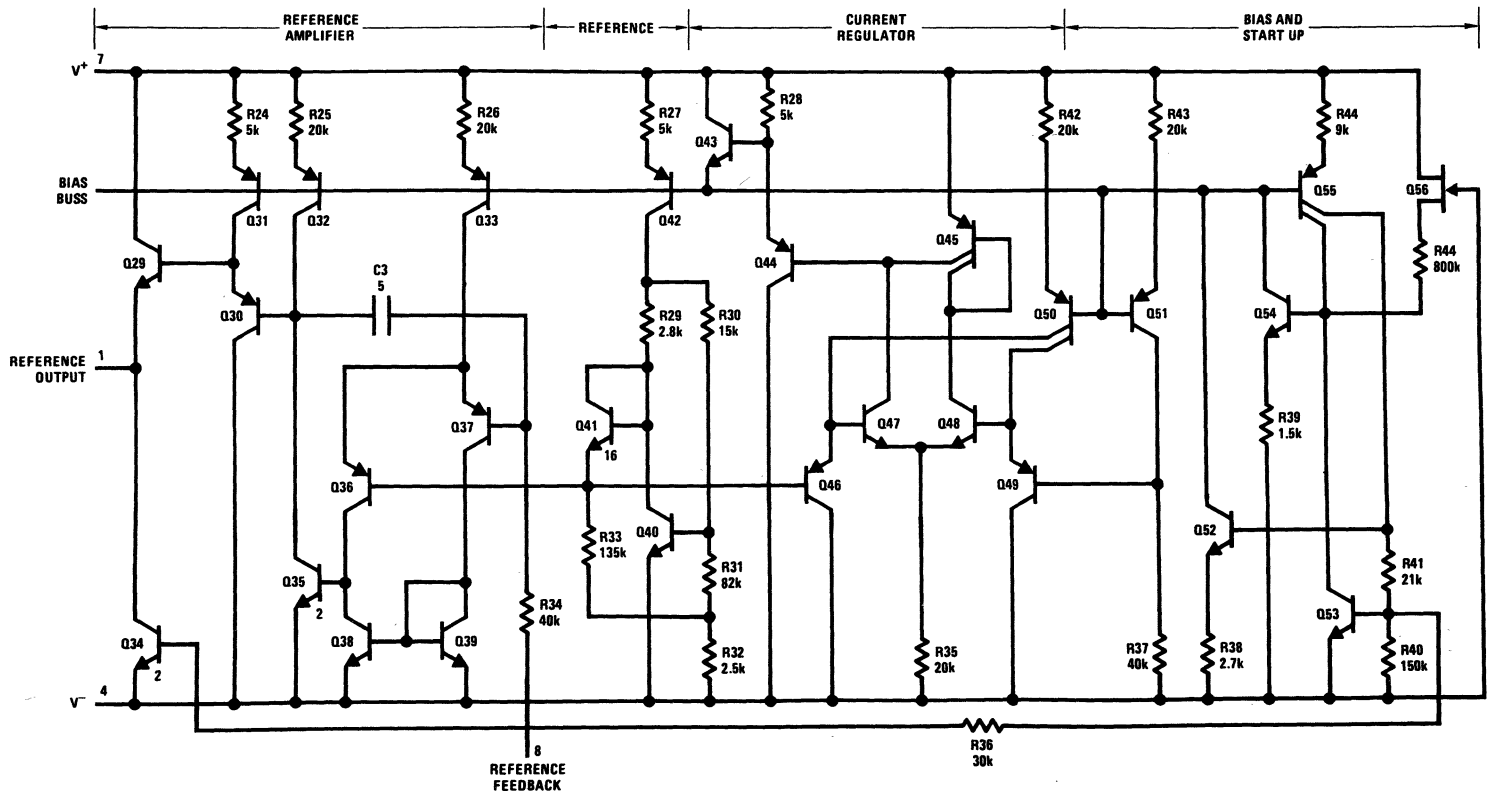 REFERENCE
AMPLIFIER
REFERENCE
CURRENT
REGULATOR
BIAS AND
START UP
V+ 7
R24
5k
R25
20k
R26
20k
R27
5k
R28
5k
R42
20k
R43
20k
R44
9k
Q43
BIAS
BUSS
Q31
Q32
Q33
Q42
Q55
Q56
Q29
Q44
Q45
R44
800k
C3
5
Q30
R29
2.8k
R30
15k
Q50
Q51
Q54
REFERENCE
OUTPUT
1
Q37
Q41
16
Q47
Q48
R39
1.5k
Q36
Q46
Q49
R33
135k
Q40
Q52
R31
82k
R41
21k
Q35
2
R34
40k
Q53
Q34
2
Q38
Q39
R32
2.5k
R35
20k
R37
40k
R38
2.7k
R40
150k
V- 4
R36
30k
8
REFERENCE
FEEDBACK